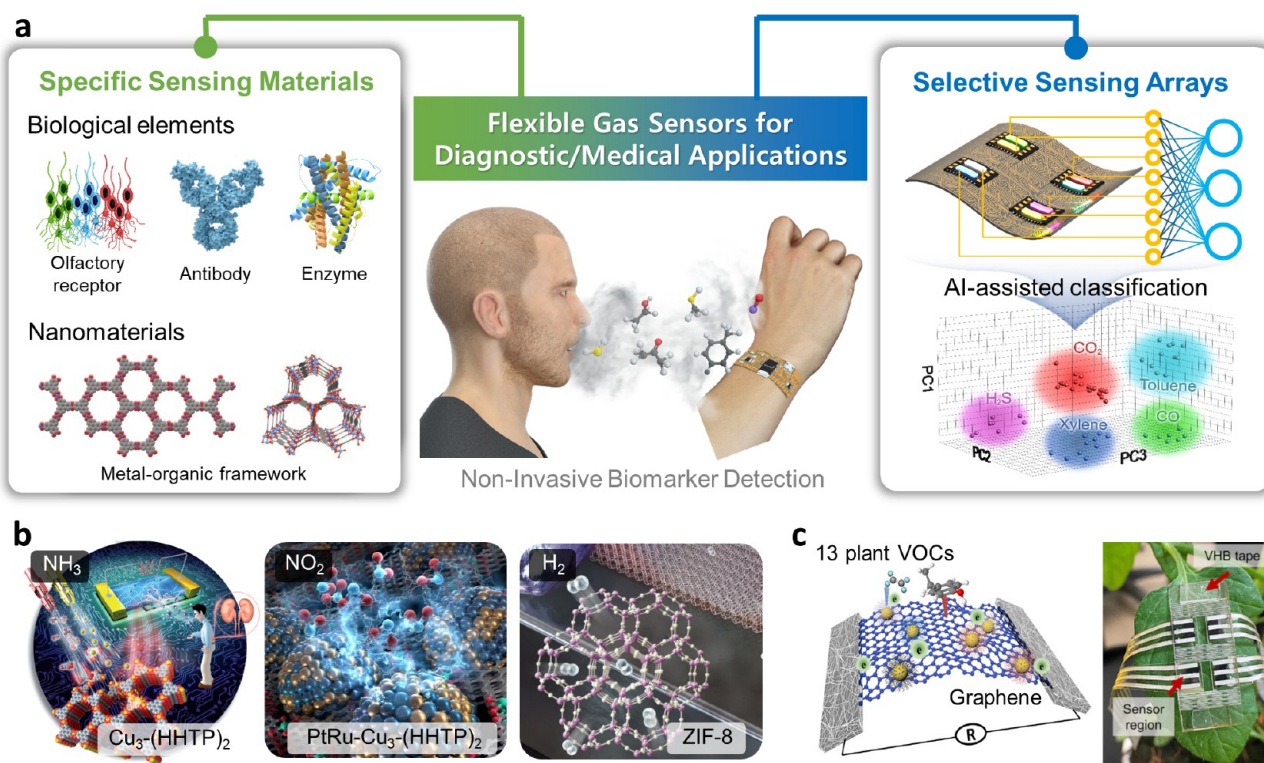 a
Specific Sensing Materials
Biological elements
Olfactory
receptor
Antibody
Enzyme
Nanomaterials
Metal-organic framework
Flexible Gas Sensors for
Diagnostic/Medical Applications
Non-Invasive Biomarker Detection
Selective Sensing Arrays
AI-assisted classification
PC1
CO₂
Toluene
H₂S
Xylene
CO
PC2
PC3
b
NH₃
Cu₃-(HHTP)₂
NO₂
PtRu-Cu₃-(HHTP)₂
H₂
ZIF-8
c
13 plant VOCs
Graphene
R
VHB tape
Sensor
region